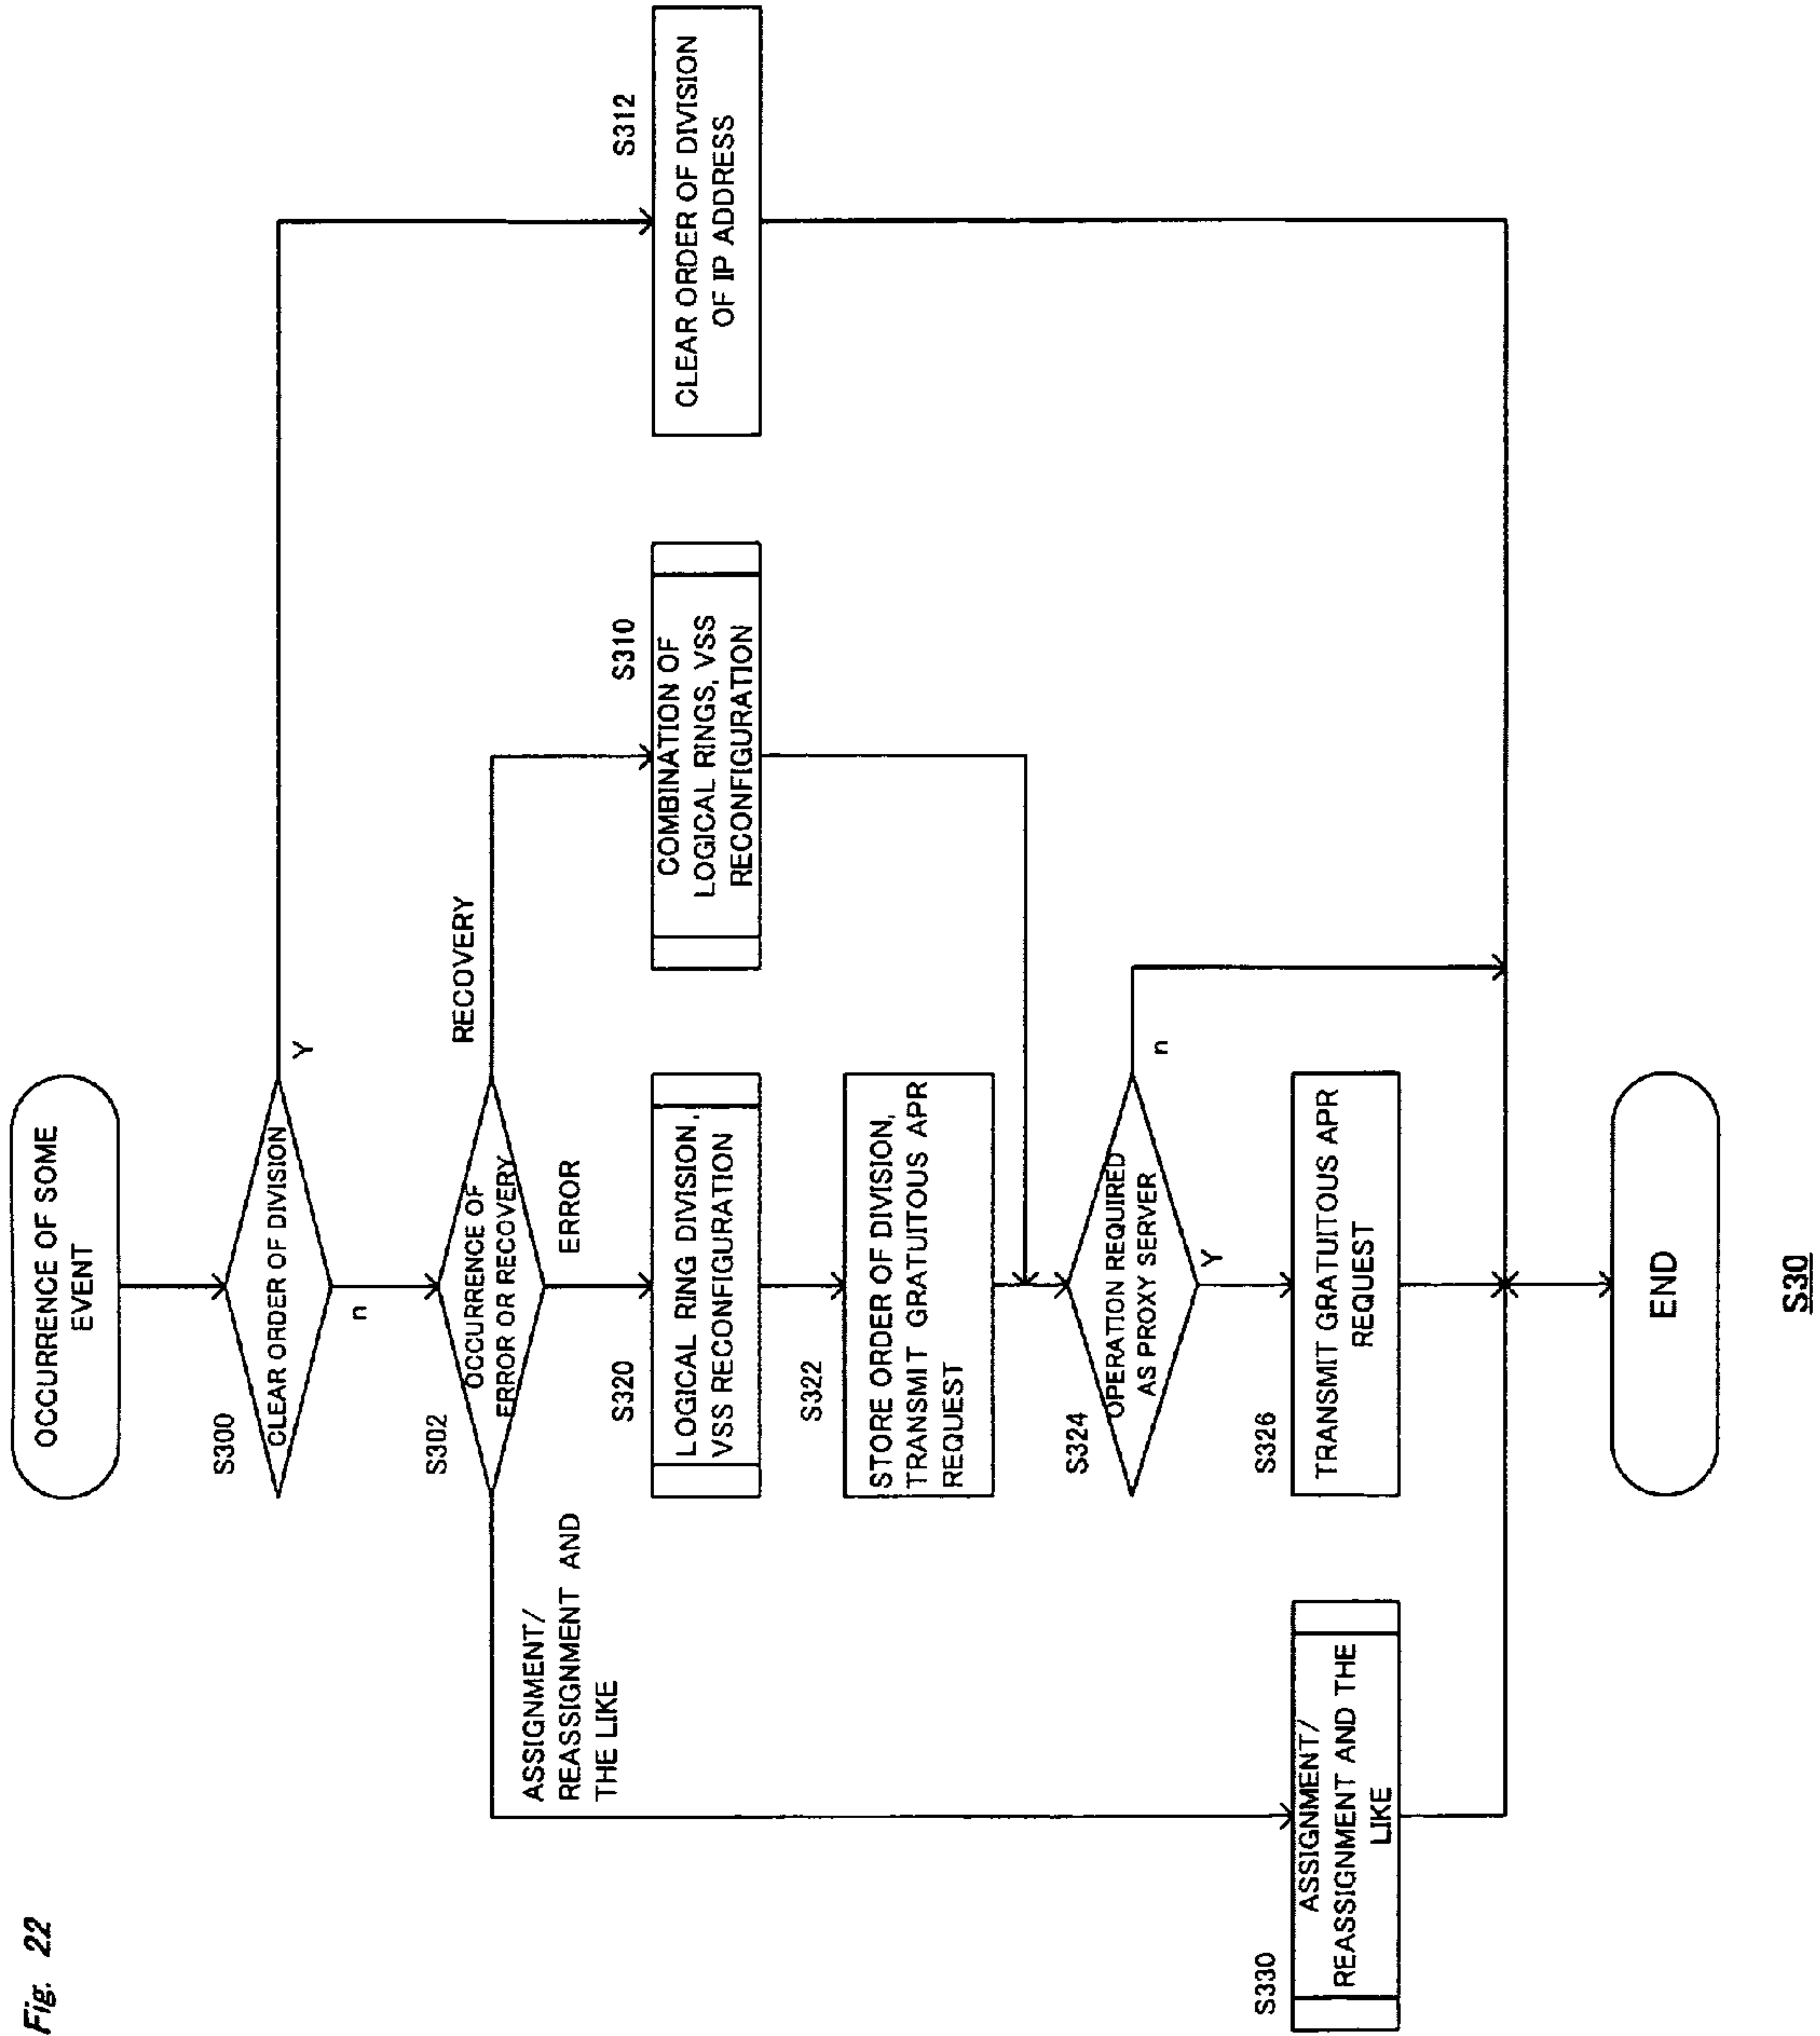 Fig. 22
OCCURRENCE OF SOME
EVENT
S300
CLEAR ORDER OF DIVISION
Y
n
S302
OCCURRENCE OF
ERROR OR RECOVERY
RECOVERY
ERROR
ASSIGNMENT/
REASSIGNMENT AND
THE LIKE
S320
LOGICAL RING DIVISION,
VSS RECONFIGURATION
S310
COMBINATION OF
LOGICAL RINGS, VSS
RECONFIGURATION
S312
CLEAR ORDER OF DIVISION
OF IP ADDRESS
S322
STORE ORDER OF DIVISION,
TRANSMIT GRATUITOUS APR
REQUEST
S324
OPERATION REQUIRED
AS PROXY SERVER
n
Y
S326
TRANSMIT GRATUITOUS APR
REQUEST
S330
ASSIGNMENT/
REASSIGNMENT AND THE
LIKE
END
S30